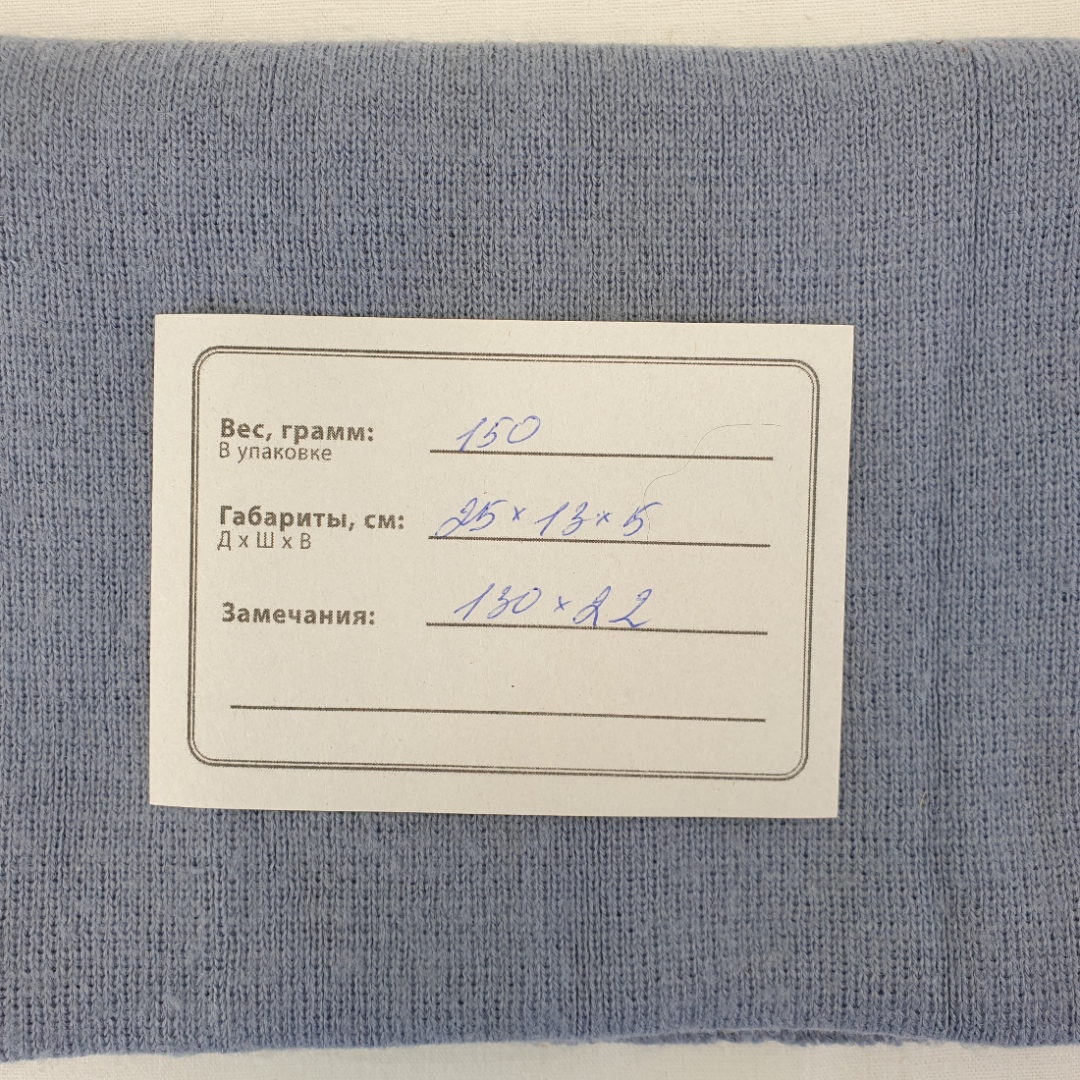 Вес, грамм: 150
В упаковке
Габариты, см: 25 x 13 x 5
Д х Ш х В
Замечания: 130 x 22